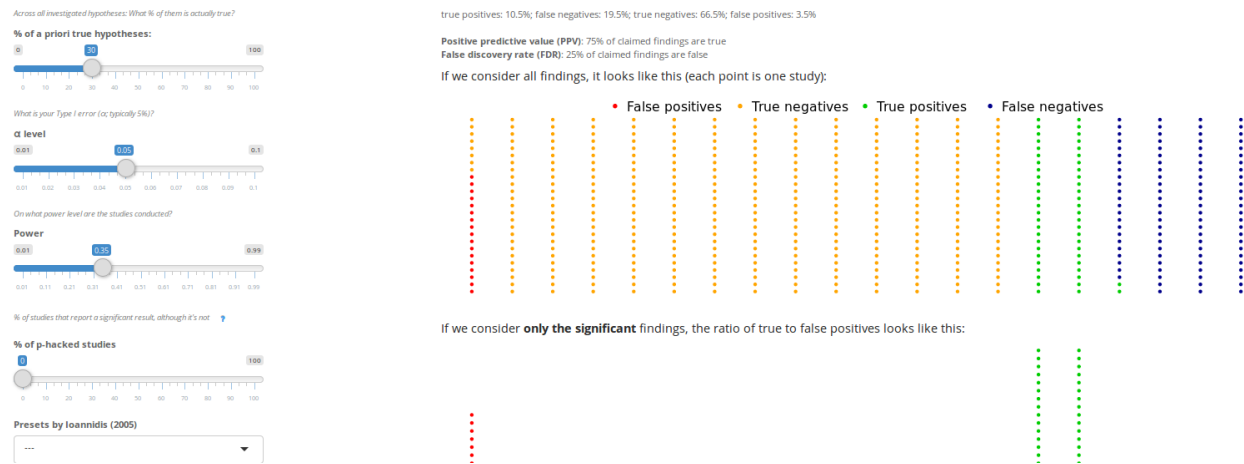 Across all investigated hypotheses: What % of them is actually true?
% of a priori true hypotheses:
0 30 100
0 10 20 30 40 50 60 70 80 90 100
What is your Type I error (α; typically 5%)?
α level
0.01 0.05 0.1
0.01 0.02 0.03 0.04 0.05 0.06 0.07 0.08 0.09 0.1
On what power level are the studies conducted?
Power
0.01 0.35 0.99
0.01 0.11 0.21 0.31 0.41 0.51 0.61 0.71 0.81 0.91 0.99
% of studies that report a significant result, although it's not ?
% of p-hacked studies
0 100
0 10 20 30 40 50 60 70 80 90 100
Presets by Ioannidis (2005)
---
true positives: 10.5%; false negatives: 19.5%; true negatives: 66.5%; false positives: 3.5%
Positive predictive value (PPV): 75% of claimed findings are true
False discovery rate (FDR): 25% of claimed findings are false
If we consider all findings, it looks like this (each point is one study):
False positives True negatives True positives False negatives
If we consider only the significant findings, the ratio of true to false positives looks like this: